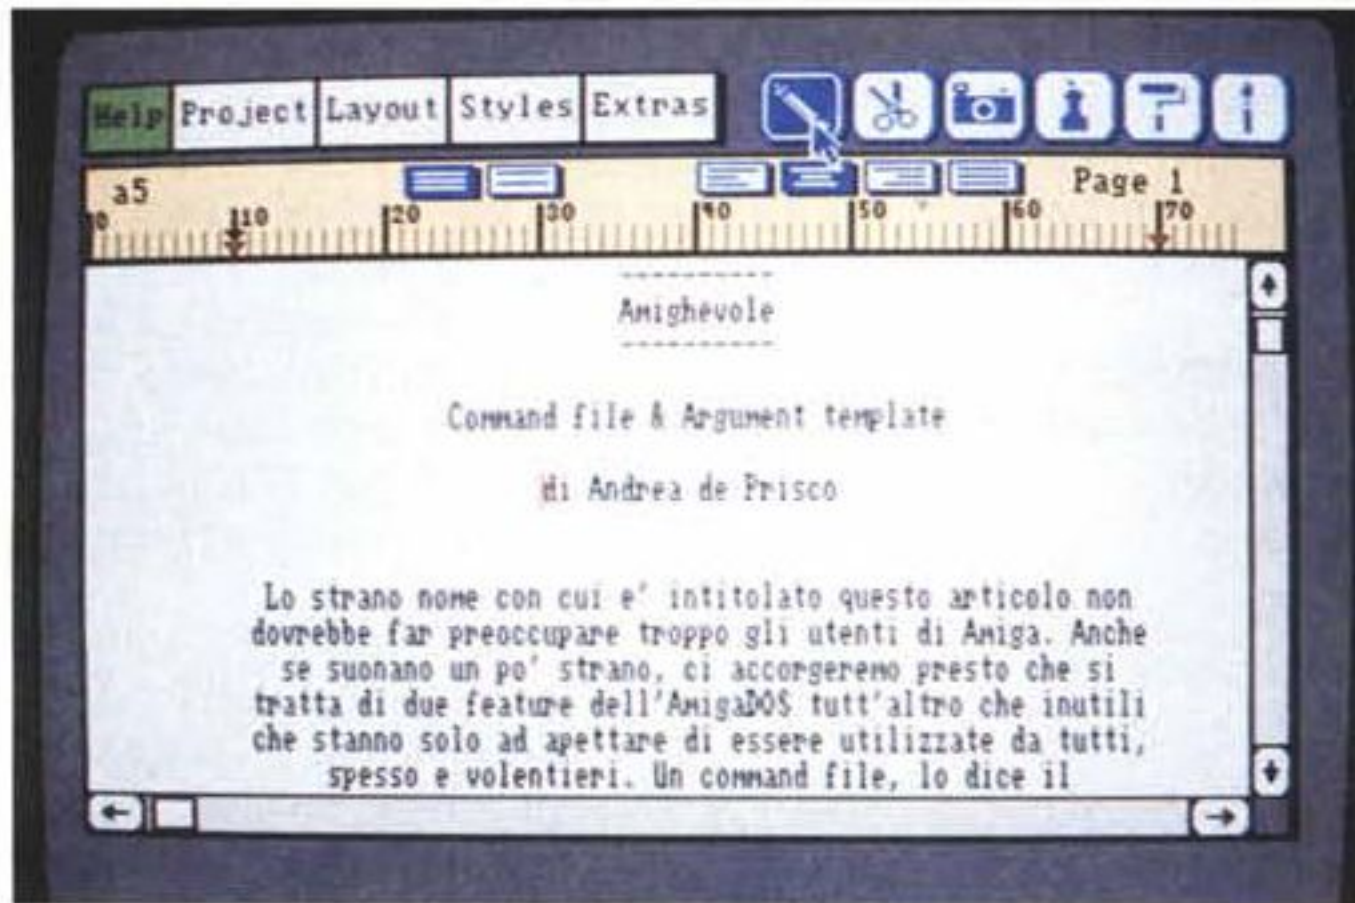 Help Project Layout Styles Extras
a5 Page 1
0 10 20 30 40 50 60 70
----------
Amighevole
----------
Command file & Argument template
di Andrea de Prisco
Lo strano nome con cui e' intitolato questo articolo non
dovrebbe far preoccupare troppo gli utenti di Amiga. Anche
se suonano un po' strano, ci accorgeremo presto che si
tratta di due feature dell'AmigaDOS tutt'altro che inutili
che stanno solo ad apettare di essere utilizzate da tutti,
spesso e volentieri. Un command file, lo dice il